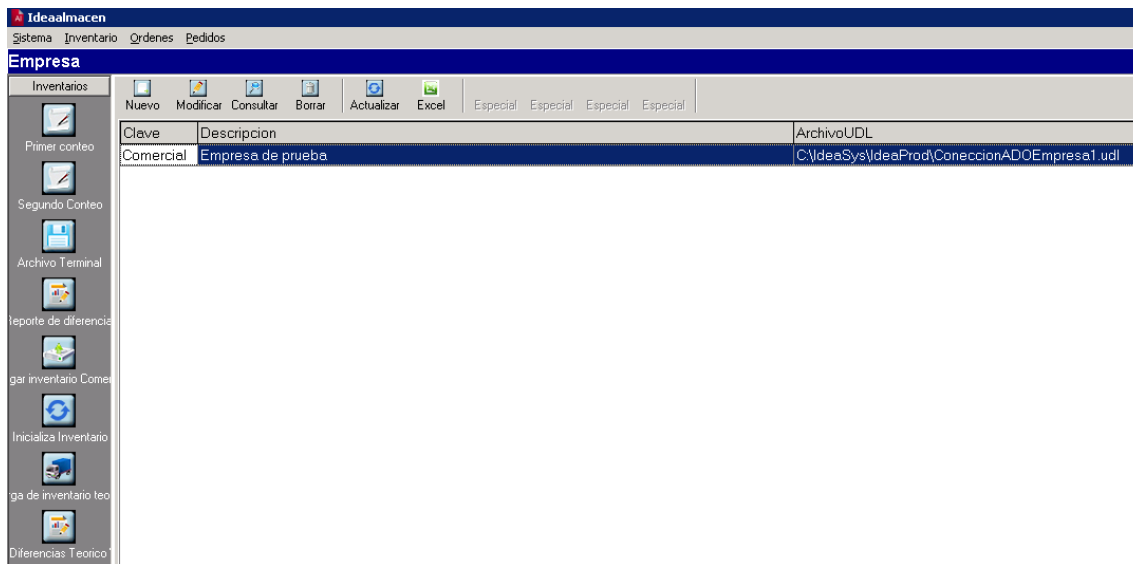 Ideaalmacen
Sistema Inventario Ordenes Pedidos
Empresa
Inventarios
Primer conteo
Segundo Conteo
Archivo Terminal
Reporte de diferencia
gar inventario Comer
Inicializa Inventario
rga de inventario teo
Diferencias Teorico
Nuevo Modificar Consultar Borrar Actualizar Excel Especial Especial Especial Especial
Clave Descripcion ArchivoUDL
Comercial Empresa de prueba C:\IdeaSys\IdeaProd\ConeccionADOEmpresa1.udl